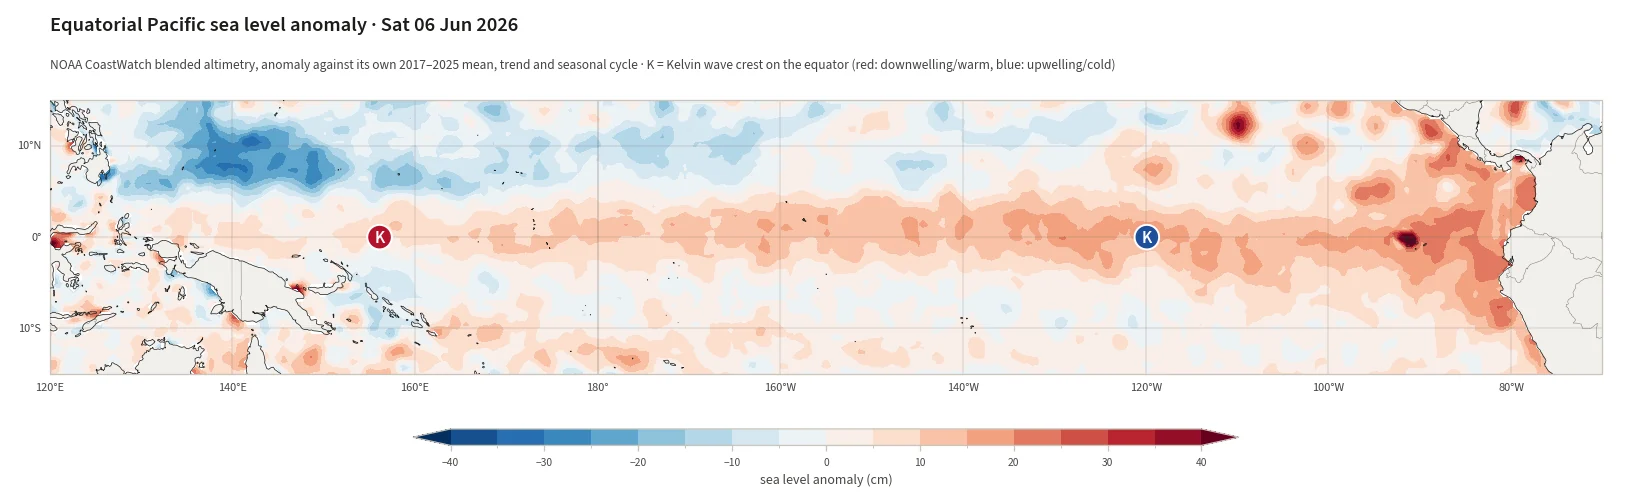 Equatorial Pacific sea level anomaly · Sat 06 Jun 2026
NOAA CoastWatch blended altimetry, anomaly against its own 2017–2025 mean, trend and seasonal cycle · K = Kelvin wave crest on the equator (red: downwelling/warm, blue: upwelling/cold)
10°N
0°
10°S
K
K
120°E
140°E
160°E
180°
160°W
140°W
120°W
100°W
80°W
−40
−30
−20
−10
0
10
20
30
40
sea level anomaly (cm)